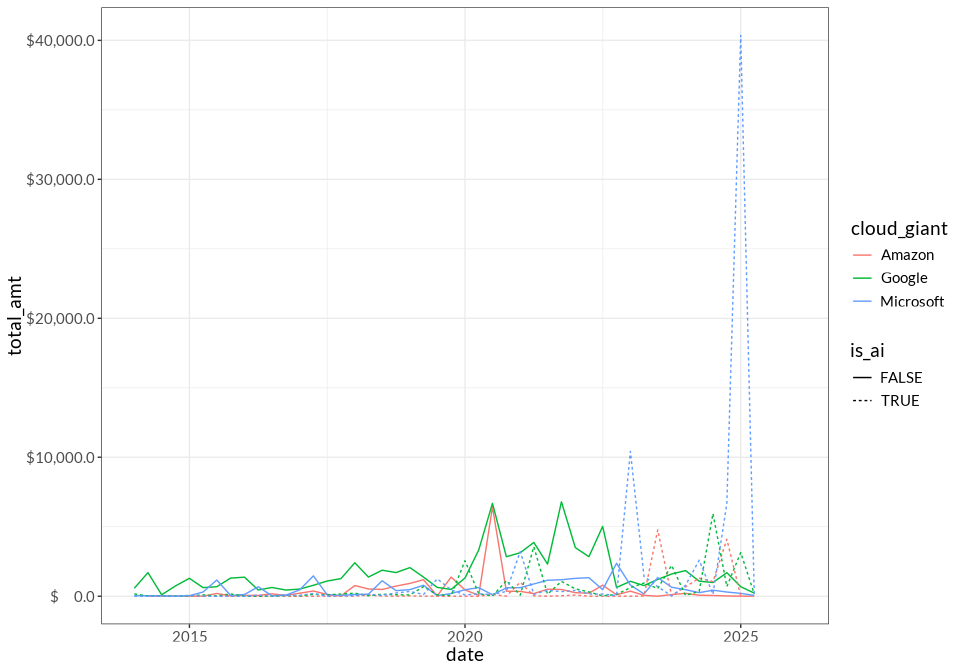 $40,000.0
$30,000.0
$20,000.0
$10,000.0
$ 0.0
total_amt
2015 2020 2025
date
cloud_giant
Amazon
Google
Microsoft
is_ai
FALSE
TRUE